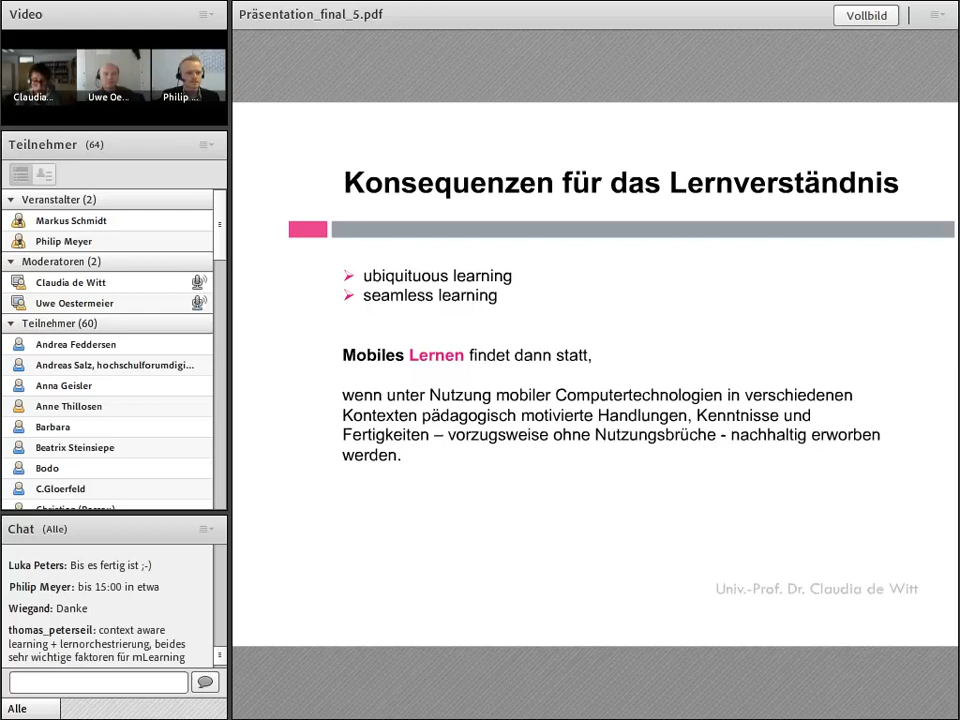 Video
Claudia...
Uwe Oe...
Philip ...
Teilnehmer (64)
Veranstalter (2)
Markus Schmidt
Philip Meyer
Moderatoren (2)
Claudia de Witt
Uwe Oestermeier
Teilnehmer (60)
Andrea Feddersen
Andreas Salz, hochschulforumdigi...
Anna Geisler
Anne Thillosen
Barbara
Beatrix Steinsiepe
Bodo
C.Gloerfeld
Chat (Alle)
Luka Peters: Bis es fertig ist ;-)
Philip Meyer: bis 15:00 in etwa
Wiegand: Danke
thomas_peterseil: context aware
learning + lernorchestrierung, beides
sehr wichtige faktoren für mLearning
Alle
Präsentation_final_5.pdf
Vollbild
Konsequenzen für das Lernverständnis
ubiquituous learning
seamless learning
Mobiles Lernen findet dann statt,
wenn unter Nutzung mobiler Computertechnologien in verschiedenen
Kontexten pädagogisch motivierte Handlungen, Kenntnisse und
Fertigkeiten – vorzugsweise ohne Nutzungsbrüche - nachhaltig erworben
werden.
Univ.-Prof. Dr. Claudia de Witt